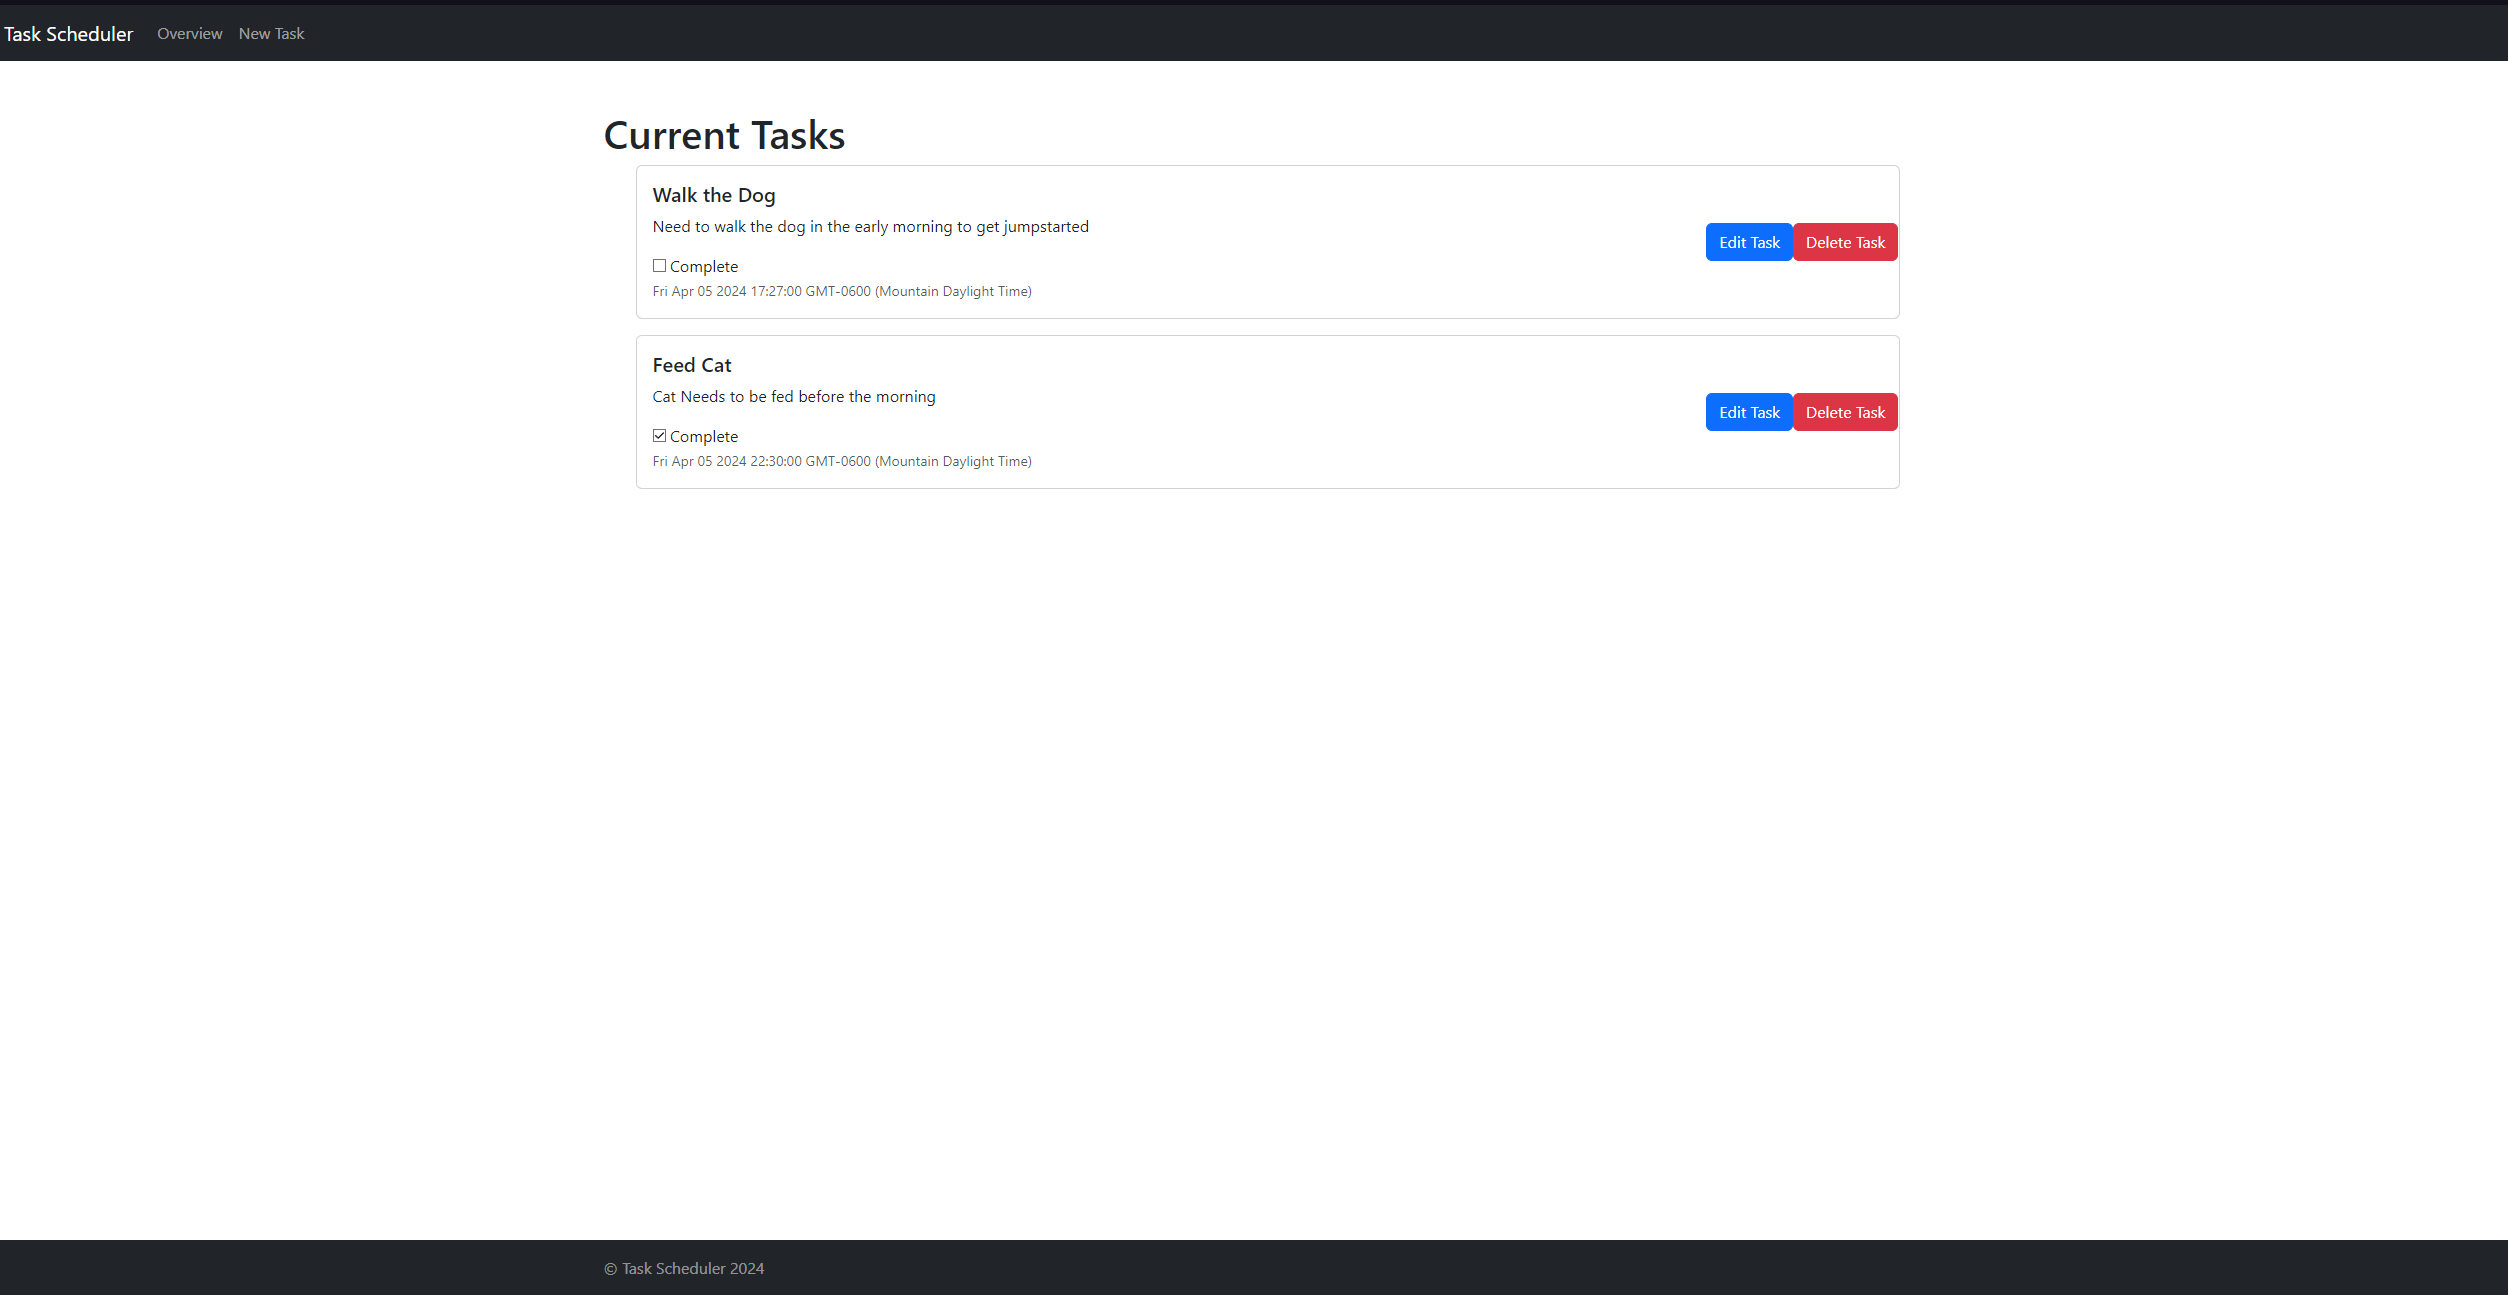 Task Scheduler Overview New Task
Current Tasks
Walk the Dog
Need to walk the dog in the early morning to get jumpstarted
Edit Task Delete Task
Complete
Fri Apr 05 2024 17:27:00 GMT-0600 (Mountain Daylight Time)
Feed Cat
Cat Needs to be fed before the morning
Edit Task Delete Task
Complete
Fri Apr 05 2024 22:30:00 GMT-0600 (Mountain Daylight Time)
© Task Scheduler 2024